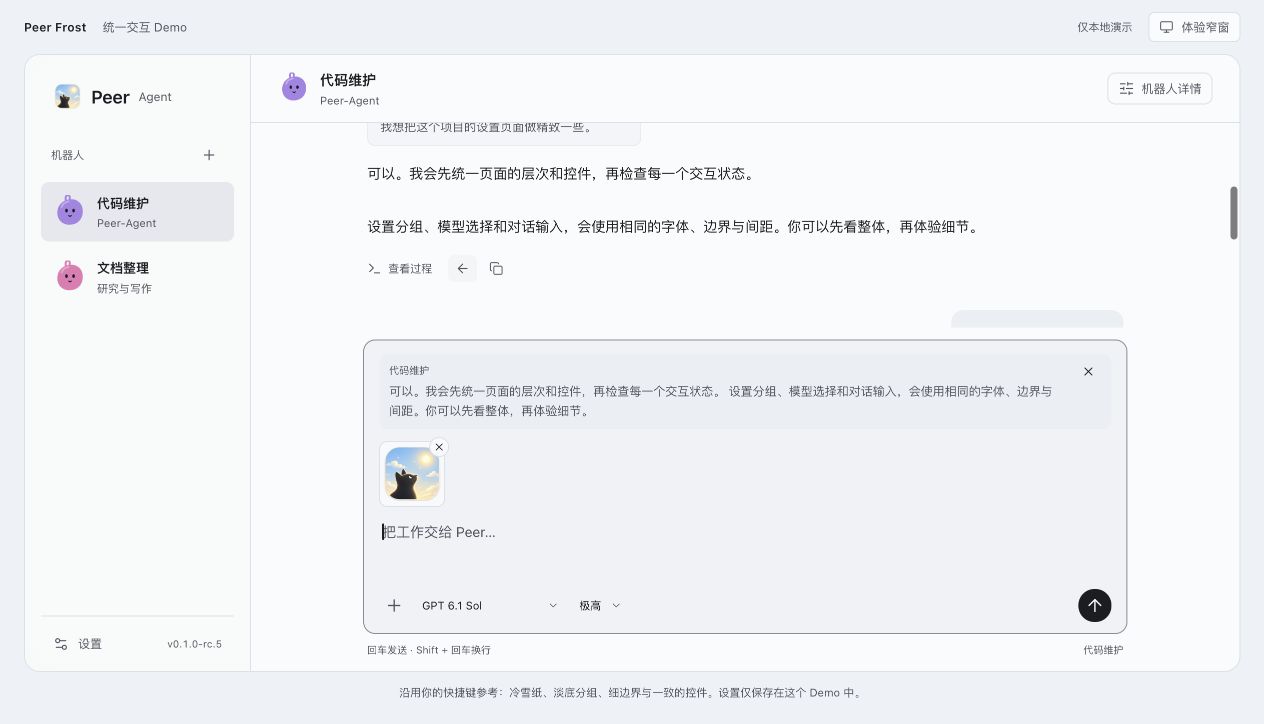 Peer Frost 统一交互 Demo
仅本地演示
体验窄窗
Peer Agent
机器人
代码维护
Peer-Agent
文档整理
研究与写作
设置
v0.1.0-rc.5
代码维护
Peer-Agent
机器人详情
我想把这个项目的设置页面做精致一些。
可以。我会先统一页面的层次和控件，再检查每一个交互状态。
设置分组、模型选择和对话输入，会使用相同的字体、边界与间距。你可以先看整体，再体验细节。
查看过程
代码维护
可以。我会先统一页面的层次和控件，再检查每一个交互状态。 设置分组、模型选择和对话输入，会使用相同的字体、边界与
间距。你可以先看整体，再体验细节。
把工作交给 Peer...
GPT 6.1 Sol
极高
回车发送 · Shift + 回车换行
代码维护
沿用你的快捷键参考：冷雪纸、淡底分组、细边界与一致的控件。设置仅保存在这个 Demo 中。